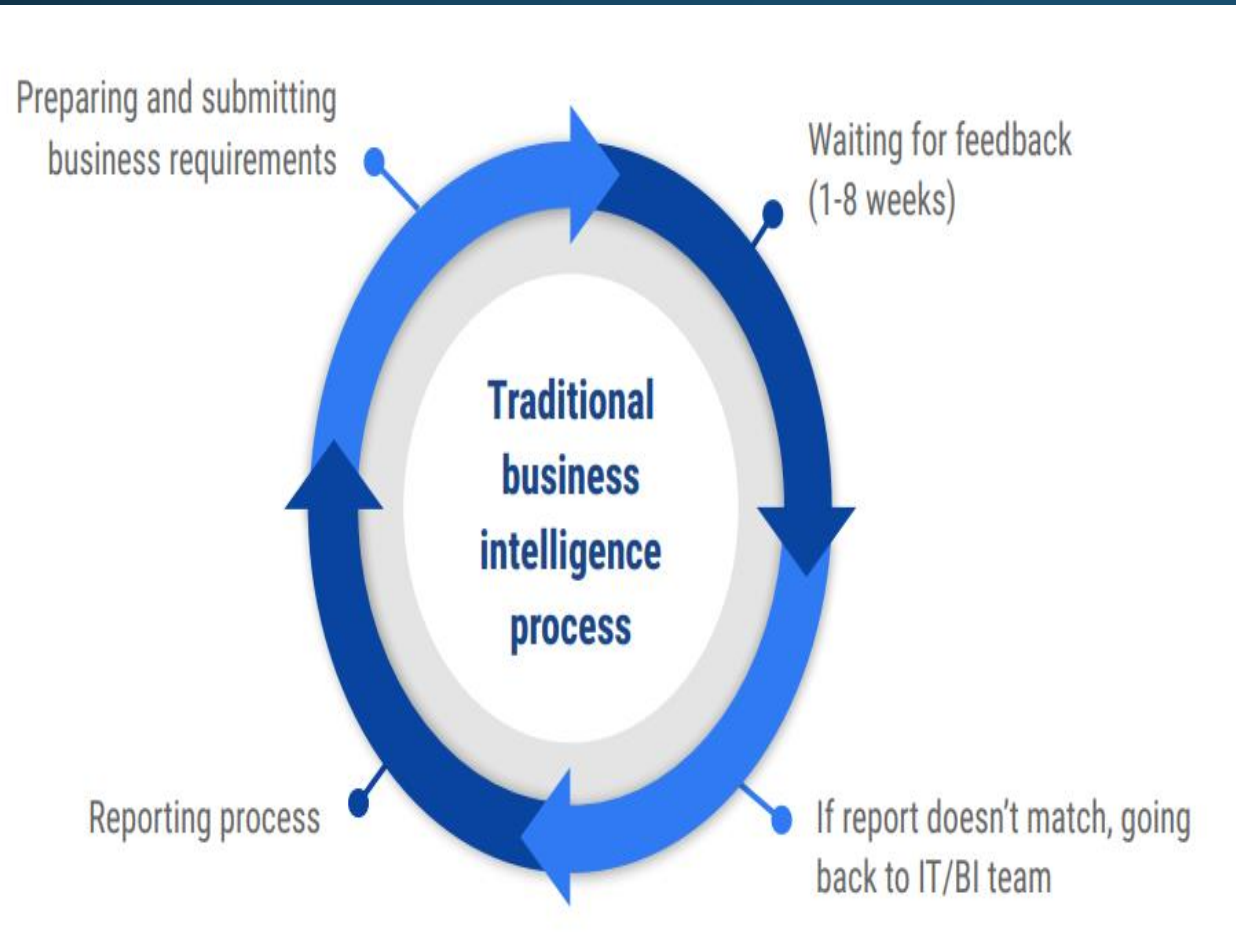 Preparing and submitting
business requirements
Waiting for feedback
(1-8 weeks)
Traditional
business
intelligence
process
Reporting process
If report doesn’t match, going
back to IT/BI team